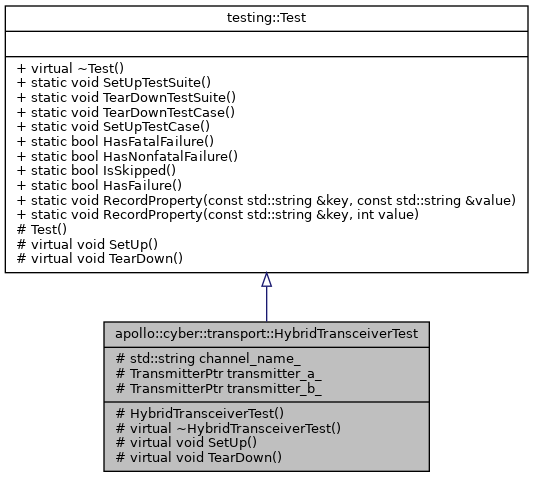 testing::Test
+ virtual ~Test()
+ static void SetUpTestSuite()
+ static void TearDownTestSuite()
+ static void TearDownTestCase()
+ static void SetUpTestCase()
+ static bool HasFatalFailure()
+ static bool HasNonfatalFailure()
+ static bool IsSkipped()
+ static bool HasFailure()
+ static void RecordProperty(const std::string &key, const std::string &value)
+ static void RecordProperty(const std::string &key, int value)
# Test()
# virtual void SetUp()
# virtual void TearDown()
apollo::cyber::transport::HybridTransceiverTest
# std::string channel_name_
# TransmitterPtr transmitter_a_
# TransmitterPtr transmitter_b_
# HybridTransceiverTest()
# virtual ~HybridTransceiverTest()
# virtual void SetUp()
# virtual void TearDown()